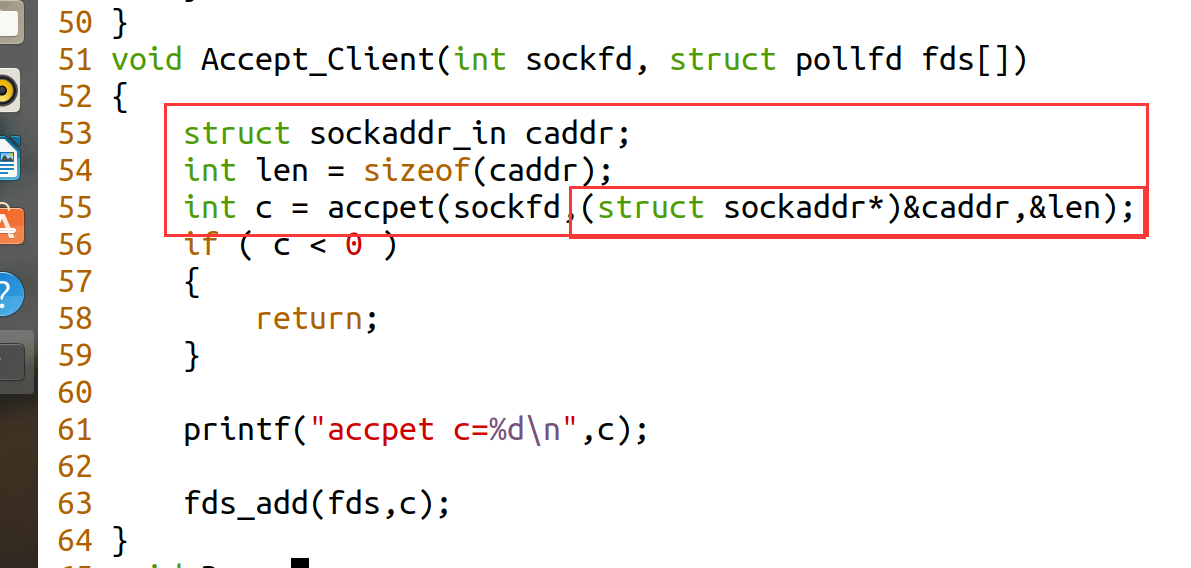 50 }
51 void Accept_Client(int sockfd, struct pollfd fds[])
52 {
53     struct sockaddr_in caddr;
54     int len = sizeof(caddr);
55     int c = accpet(sockfd,(struct sockaddr*)&caddr,&len);
56     if ( c < 0 )
57     {
58         return;
59     }
60
61     printf("accpet c=%d\n",c);
62
63     fds_add(fds,c);
64 }